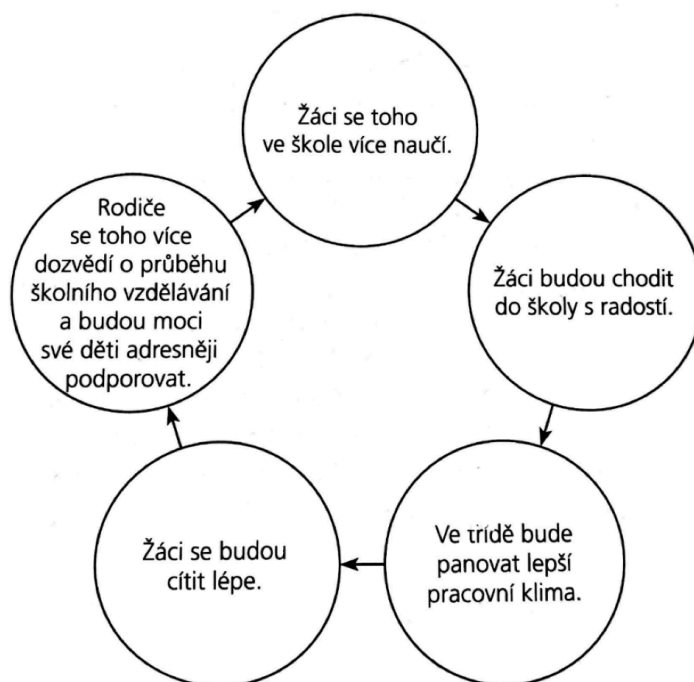 Žáci se toho
ve škole více naučí.
Žáci budou chodit
do školy s radostí.
Ve třídě bude
panovat lepší
pracovní klima.
Žáci se budou
cítit lépe.
Rodiče
se toho více
dozvědí o průběhu
školního vzdělávání
a budou moci
své děti adresněji
podporovat.